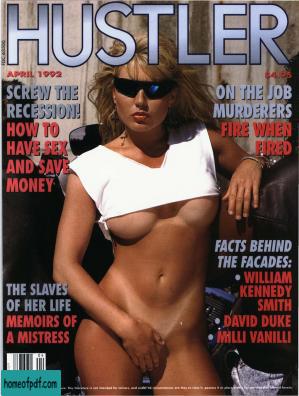 HUSTLER
APRIL 1992
SCREW THE
RECESSION!
HOW TO
HAVE SEX
AND SAVE
MONEY
ON THE JOB
MURDERERS
FIRE WHEN
FIRED
FACTS BEHIND
THE FACADES:
• WILLIAM
KENNEDY
SMITH
• DAVID DUKE
• MILLI VANILLI
THE SLAVES
OF HER LIFE
MEMOIRS OF
A MISTRESS
homeofpdf.com